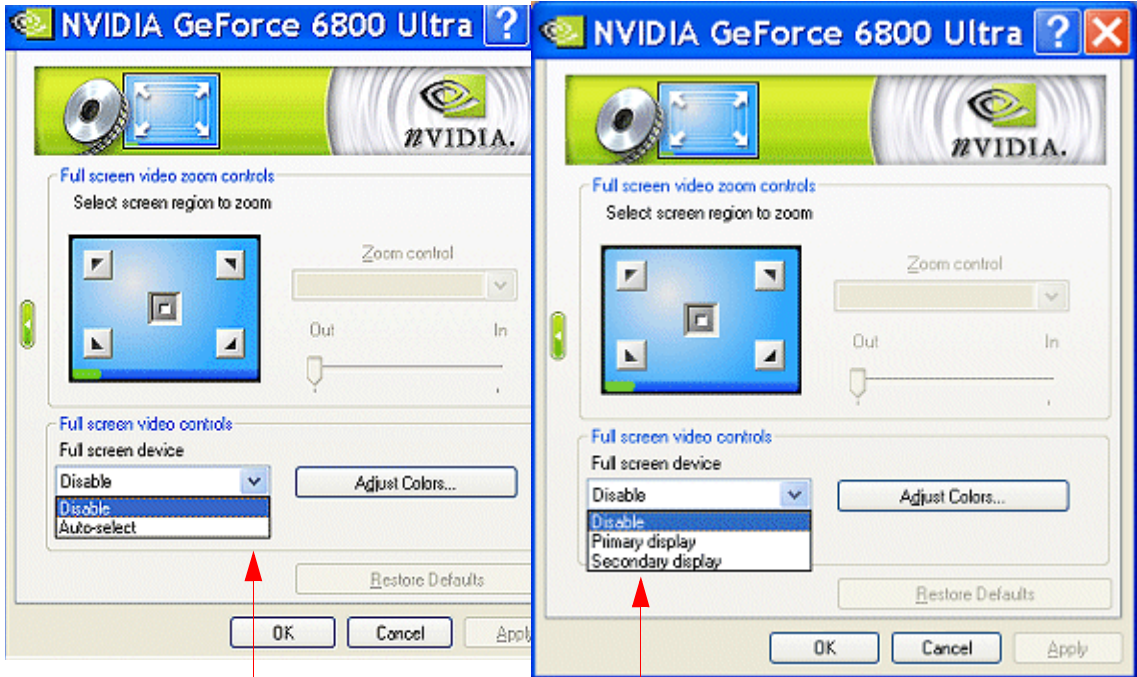 NVIDIA GeForce 6800 Ultra ?
nVIDIA.
Full screen video zoom controls
Select screen region to zoom
Zoom control
Out In
Full screen video controls
Full screen device
Disable
Adjust Colors...
Disable
Auto-select
Restore Defaults
OK Cancel Apply
NVIDIA GeForce 6800 Ultra ? X
nVIDIA.
Full screen video zoom controls
Select screen region to zoom
Zoom control
Out In
Full screen video controls
Full screen device
Disable
Adjust Colors...
Disable
Primary display
Secondary display
Restore Defaults
OK Cancel Apply